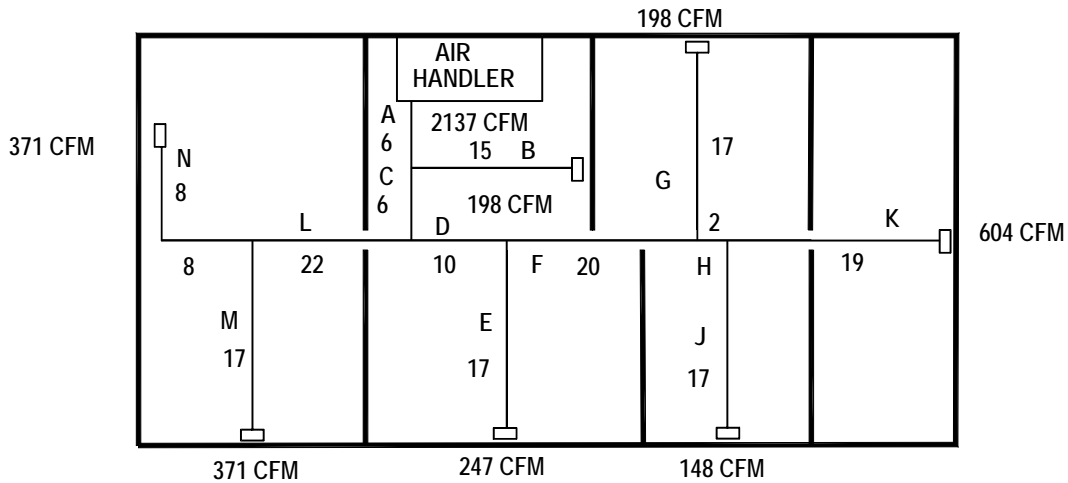 198 CFM
AIR
HANDLER
A
6
2137 CFM
15 B
371 CFM
N
8
17
G
C
6
198 CFM
L
D
2
K
604 CFM
8
22
10
F
20
H
19
M
17
E
17
J
17
371 CFM
247 CFM
148 CFM